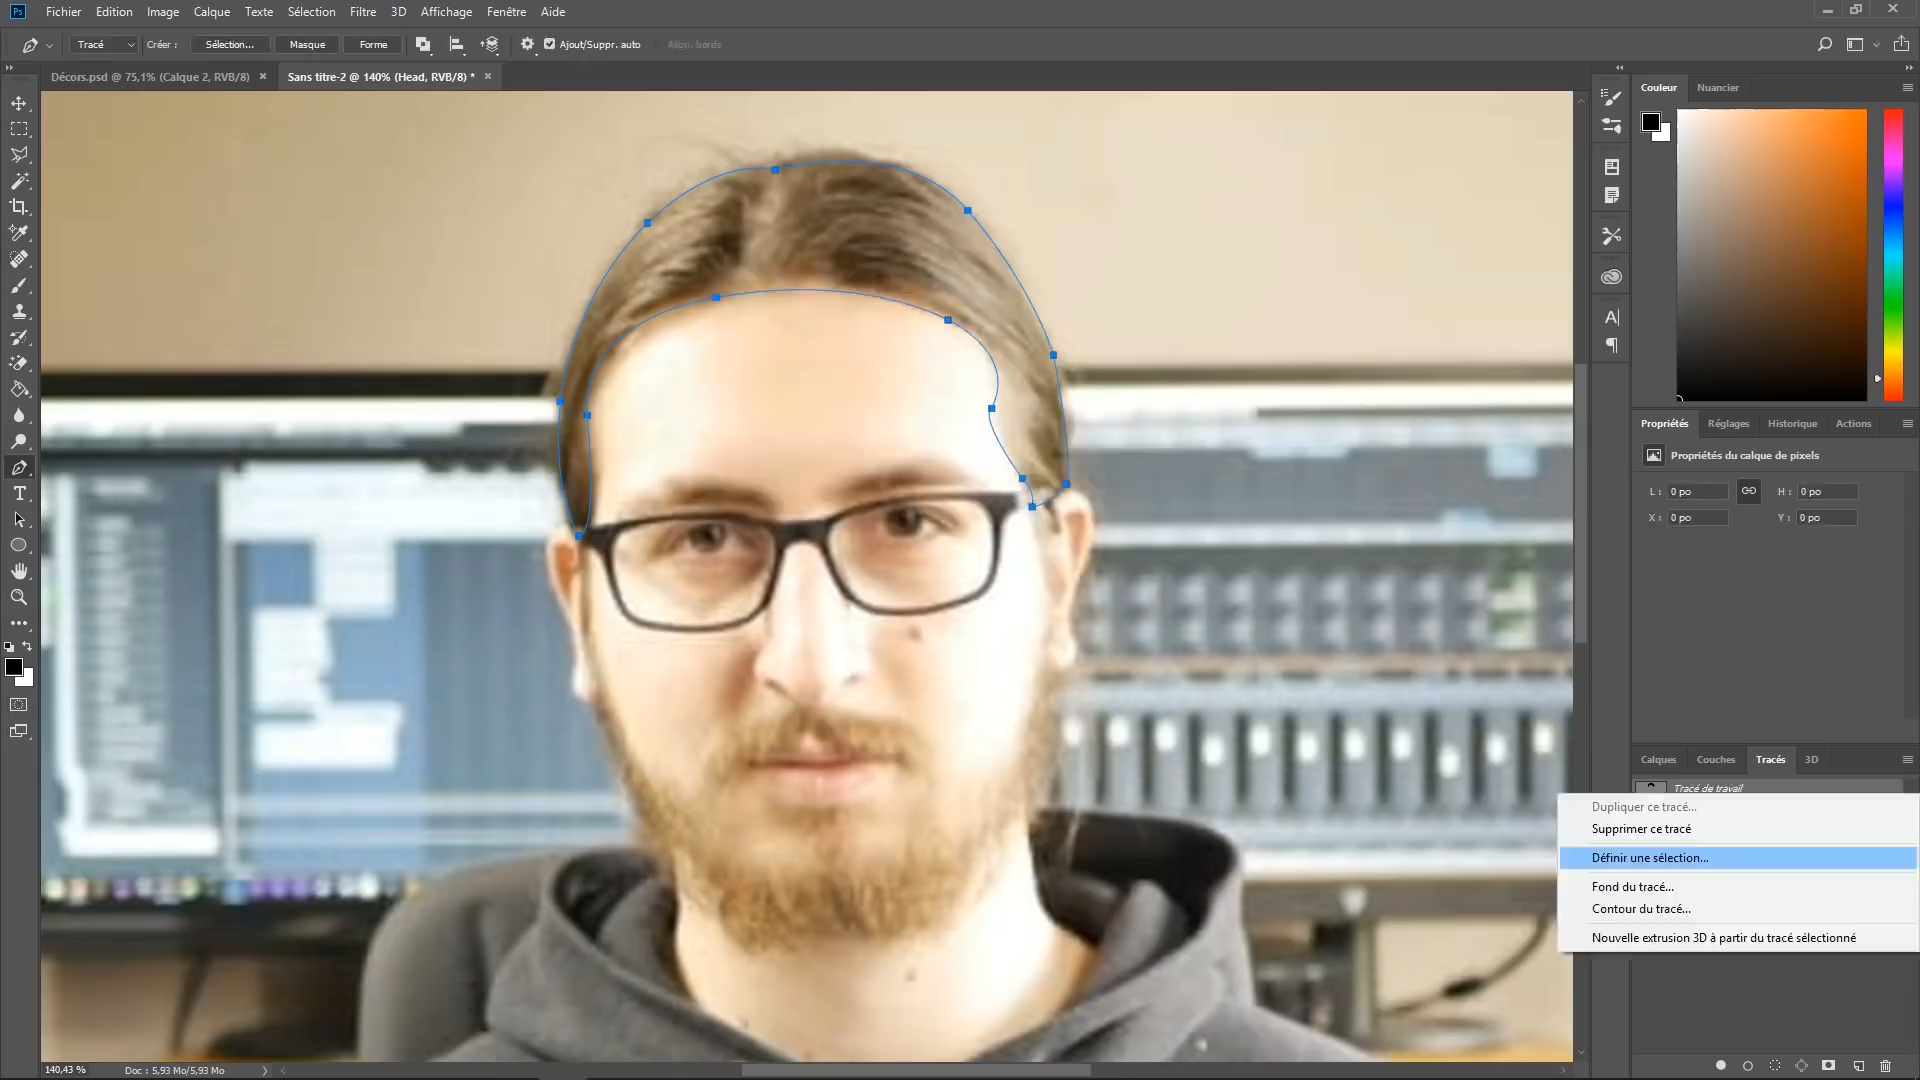 Ps Fichier Edition Image Calque Texte Sélection Filtre 3D Affichage Fenêtre Aide
Tracé Créer : Sélection... Masque Forme Ajout/Suppr. auto Align. bords
Décors.psd @ 75,1% (Calque 2, RVB/8) × Sans titre-2 @ 140% (Head, RVB/8) * ×
Couleur Nuancier
Propriétés Réglages Historique Actions
Propriétés du calque de pixels
L : 0 po H : 0 po
X : 0 po Y : 0 po
Calques Couches Tracés 3D
Tracé de travail
Dupliquer ce tracé...
Supprimer ce tracé
Définir une sélection...
Fond du tracé...
Contour du tracé...
Nouvelle extrusion 3D à partir du tracé sélectionné
140,43 % Doc : 5,93 Mo/5,93 Mo